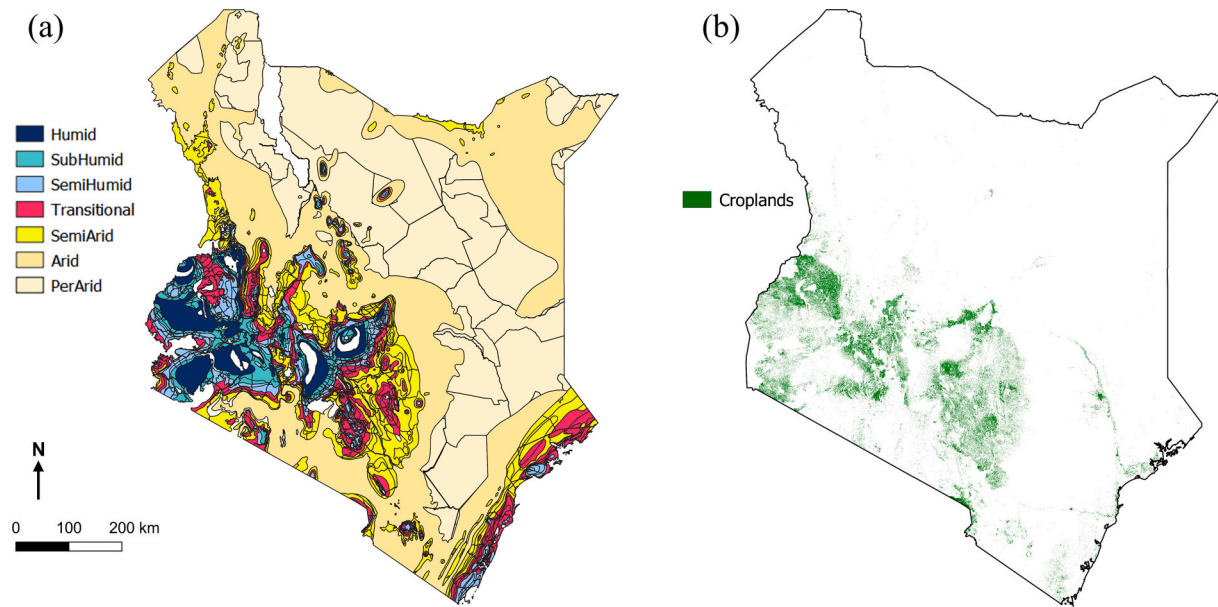 (a)
Humid
SubHumid
SemiHumid
Transitional
SemiArid
Arid
PerArid
N
0 100 200 km
(b)
Croplands